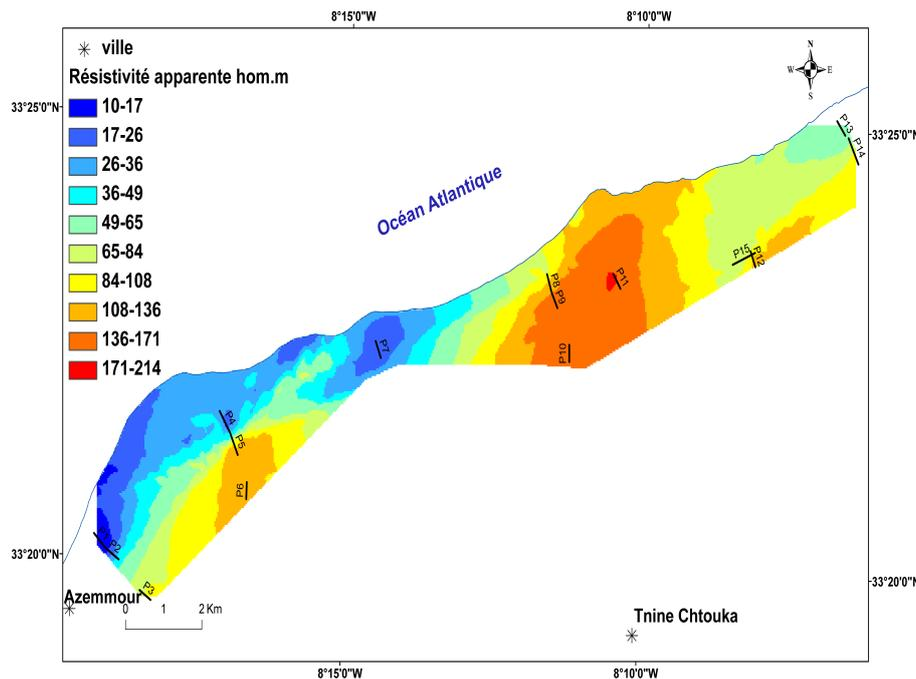 8°15'0"W
8°10'0"W
ville
Résistivité apparente hom.m
10-17
17-26
26-36
36-49
49-65
65-84
84-108
108-136
136-171
171-214
N
W
E
S
33°25'0"N
33°25'0"N
Océan Atlantique
P13
P14
P15
P12
P8
P9
P11
P10
P7
P4
P5
P6
P2
P3
33°20'0"N
33°20'0"N
Azemmour
0 1 2 Km
Tnine Chtouka
8°15'0"W
8°10'0"W